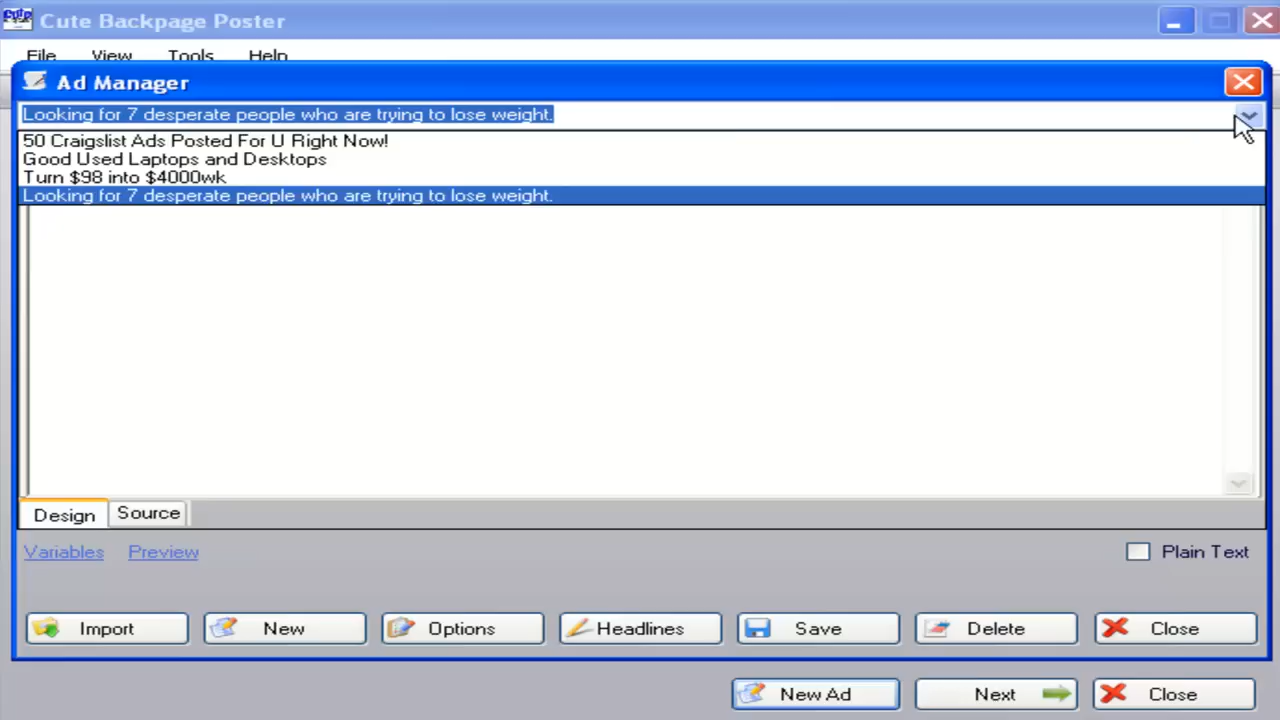 Cute Backpage Poster
File View Tools Help
Ad Manager
Looking for 7 desperate people who are trying to lose weight.
50 Craigslist Ads Posted For U Right Now!
Good Used Laptops and Desktops
Turn $98 into $4000wk
Looking for 7 desperate people who are trying to lose weight.
Design Source
Variables Preview Plain Text
Import New Options Headlines Save Delete Close
New Ad Next Close